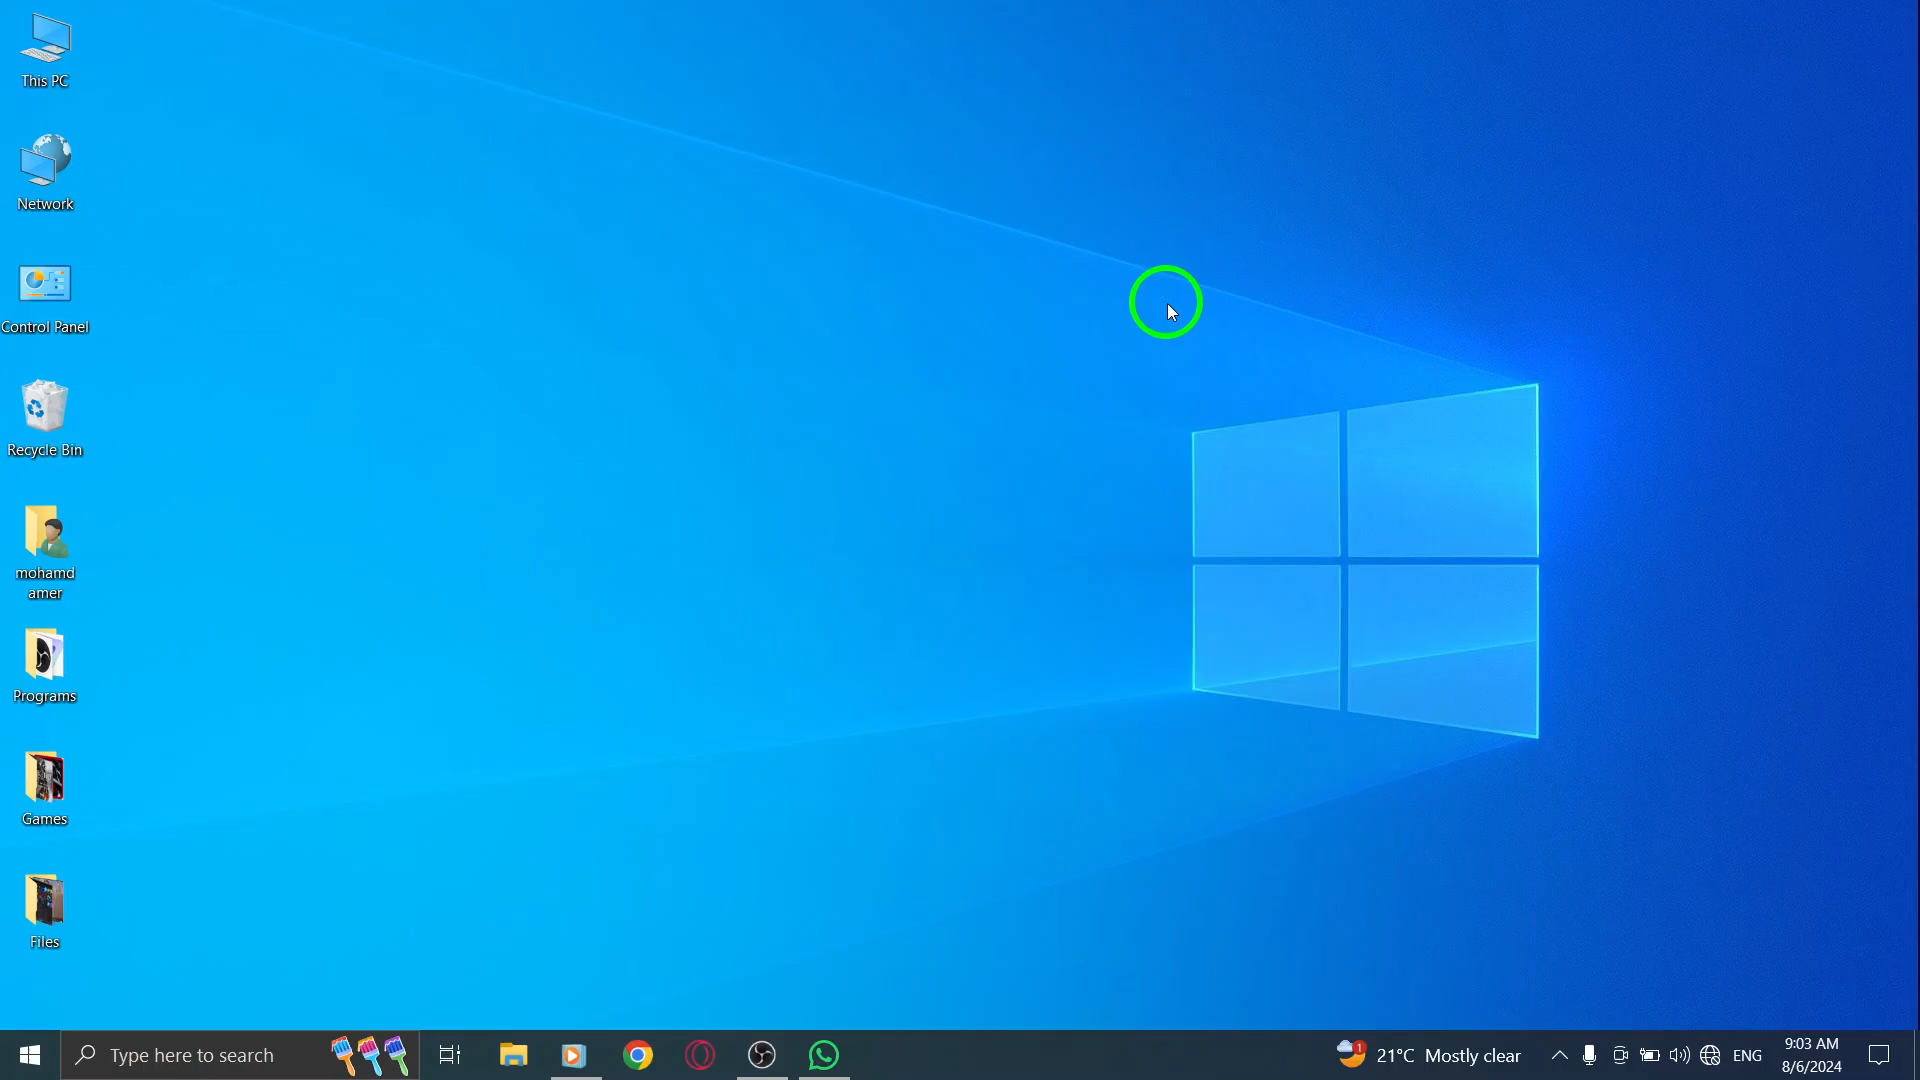 This PC
Network
Control Panel
Recycle Bin
mohamd
amer
Programs
Games
Files
Type here to search
1
21°C Mostly clear
ENG
9:03 AM
8/6/2024